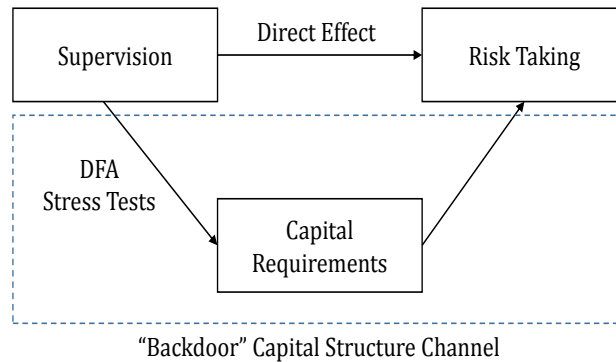 Direct Effect
Supervision
Risk Taking
DFA
Stress Tests
Capital
Requirements
“Backdoor” Capital Structure Channel